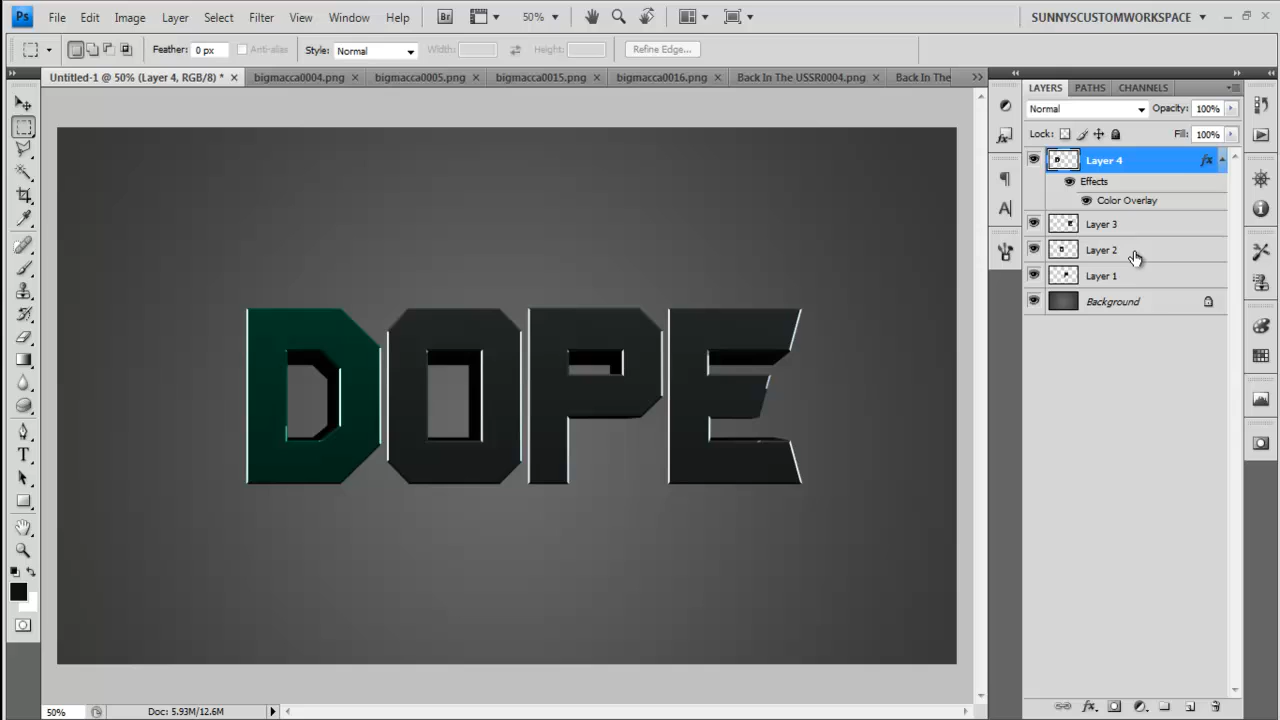 Ps File Edit Image Layer Select Filter View Window Help Br 50% SUNNYSCUSTOMWORKSPACE
Feather: 0 px Anti-alias Style: Normal Width: Height: Refine Edge...
Untitled-1 @ 50% (Layer 4, RGB/8) * bigmacca0004.png bigmacca0005.png bigmacca0015.png bigmacca0016.png Back In The USSR0004.png Back In The
LAYERS PATHS CHANNELS
Normal Opacity: 100%
Lock: Fill: 100%
Layer 4 fx
Effects
Color Overlay
Layer 3
Layer 2
Layer 1
Background
DOPE
50% Doc: 5.93M/12.6M